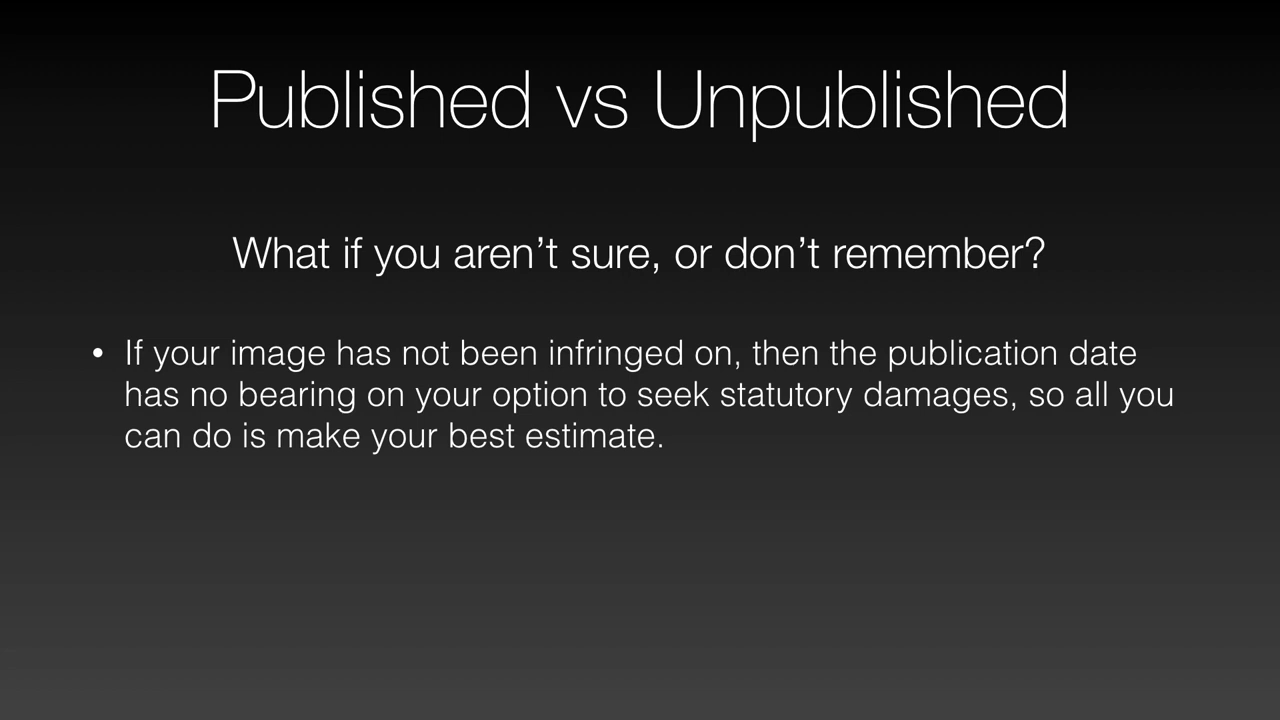 Published vs Unpublished
What if you aren’t sure, or don’t remember?
• If your image has not been infringed on, then the publication date
has no bearing on your option to seek statutory damages, so all you
can do is make your best estimate.